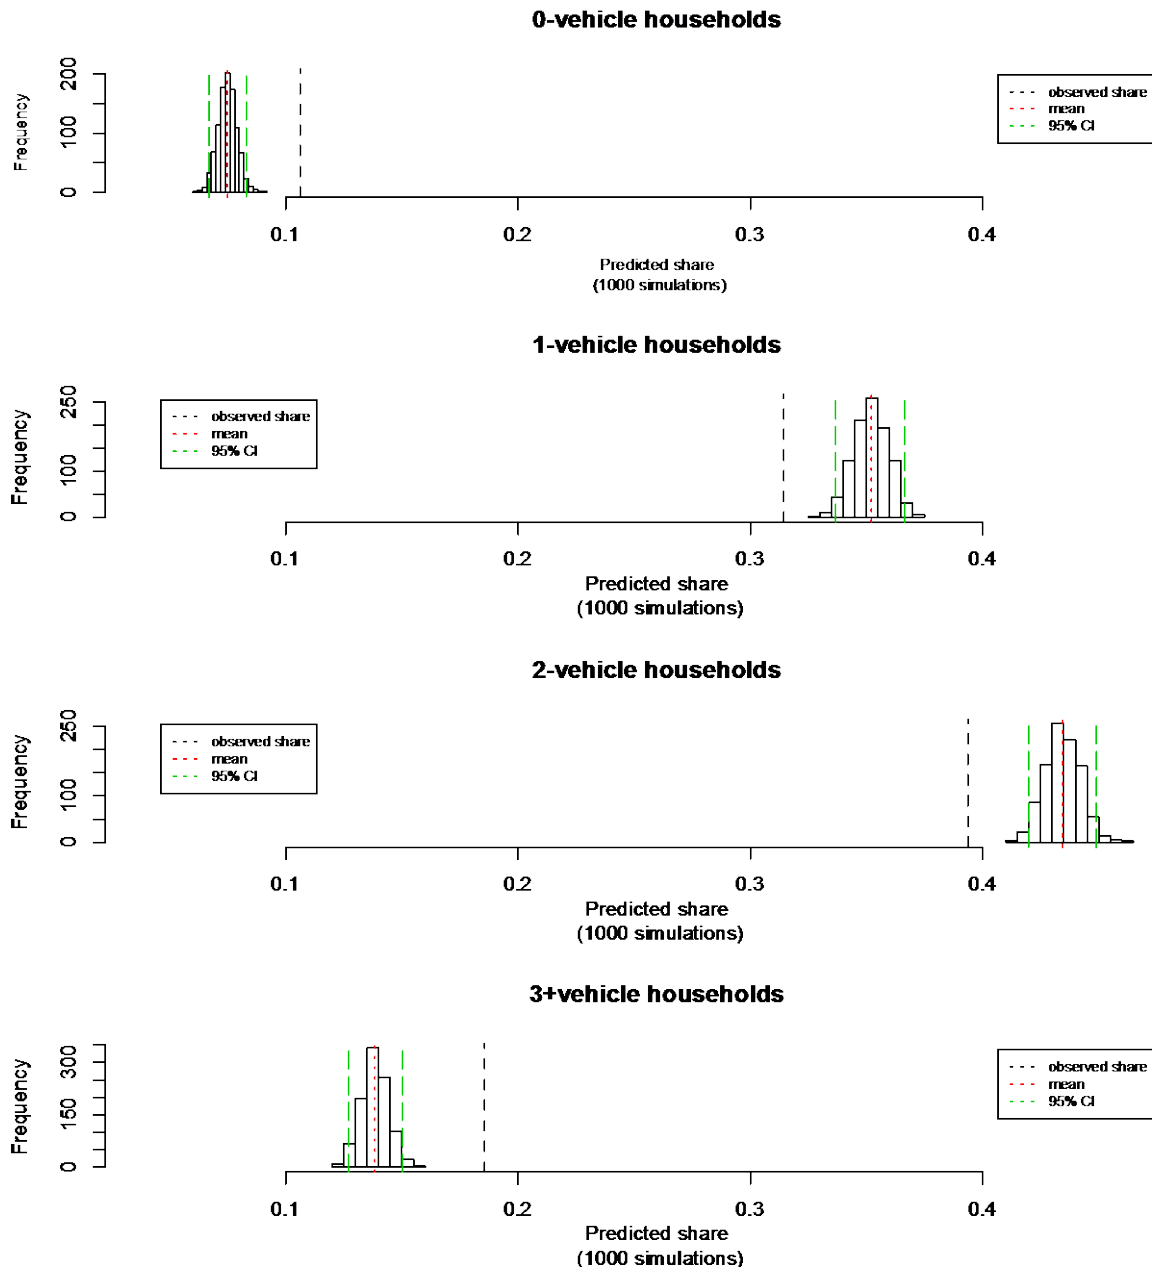 0-vehicle households
Frequency
0 100 200
observed share
mean
95% CI
0.1 0.2 0.3 0.4
Predicted share
(1000 simulations)
1-vehicle households
Frequency
0 100 250
observed share
mean
95% CI
0.1 0.2 0.3 0.4
Predicted share
(1000 simulations)
2-vehicle households
Frequency
0 100 250
observed share
mean
95% CI
0.1 0.2 0.3 0.4
Predicted share
(1000 simulations)
3+vehicle households
Frequency
0 150 300
observed share
mean
95% CI
0.1 0.2 0.3 0.4
Predicted share
(1000 simulations)